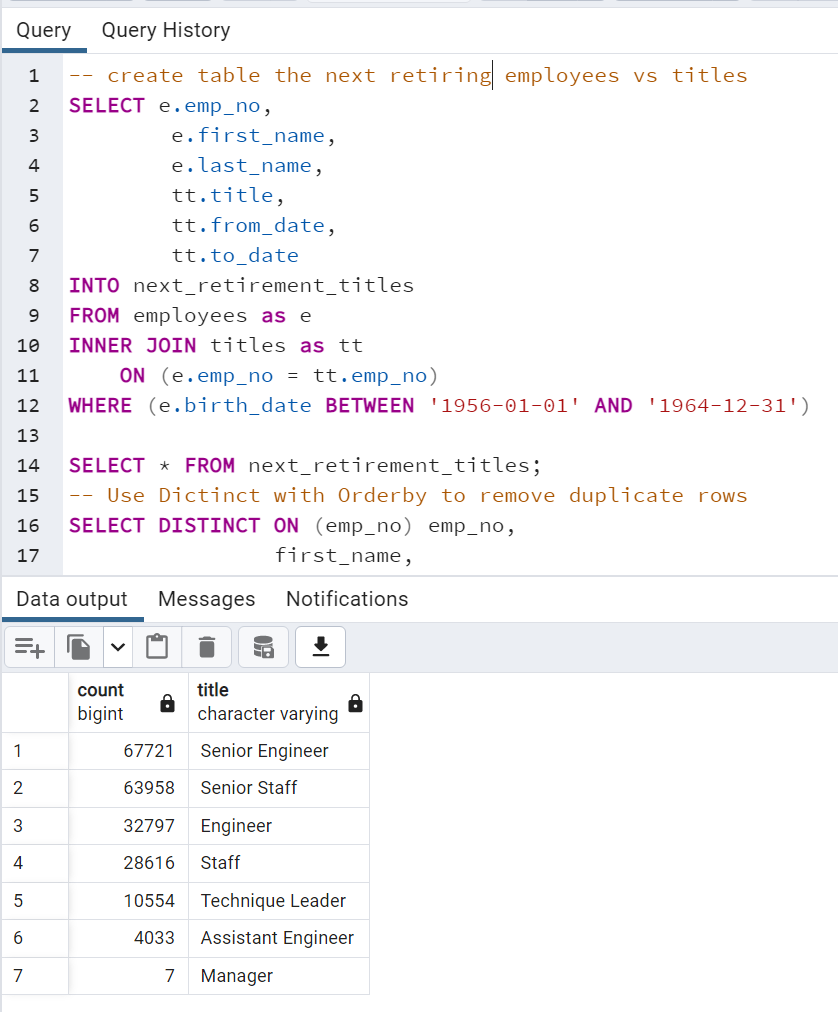 Query Query History
1 -- create table the next retiring employees vs titles
2 SELECT e.emp_no,
3 e.first_name,
4 e.last_name,
5 tt.title,
6 tt.from_date,
7 tt.to_date
8 INTO next_retirement_titles
9 FROM employees as e
10 INNER JOIN titles as tt
11 ON (e.emp_no = tt.emp_no)
12 WHERE (e.birth_date BETWEEN '1956-01-01' AND '1964-12-31')
13
14 SELECT * FROM next_retirement_titles;
15 -- Use Dictinct with Orderby to remove duplicate rows
16 SELECT DISTINCT ON (emp_no) emp_no,
17 first_name,
Data output Messages Notifications
count title
bigint character varying
1 67721 Senior Engineer
2 63958 Senior Staff
3 32797 Engineer
4 28616 Staff
5 10554 Technique Leader
6 4033 Assistant Engineer
7 7 Manager